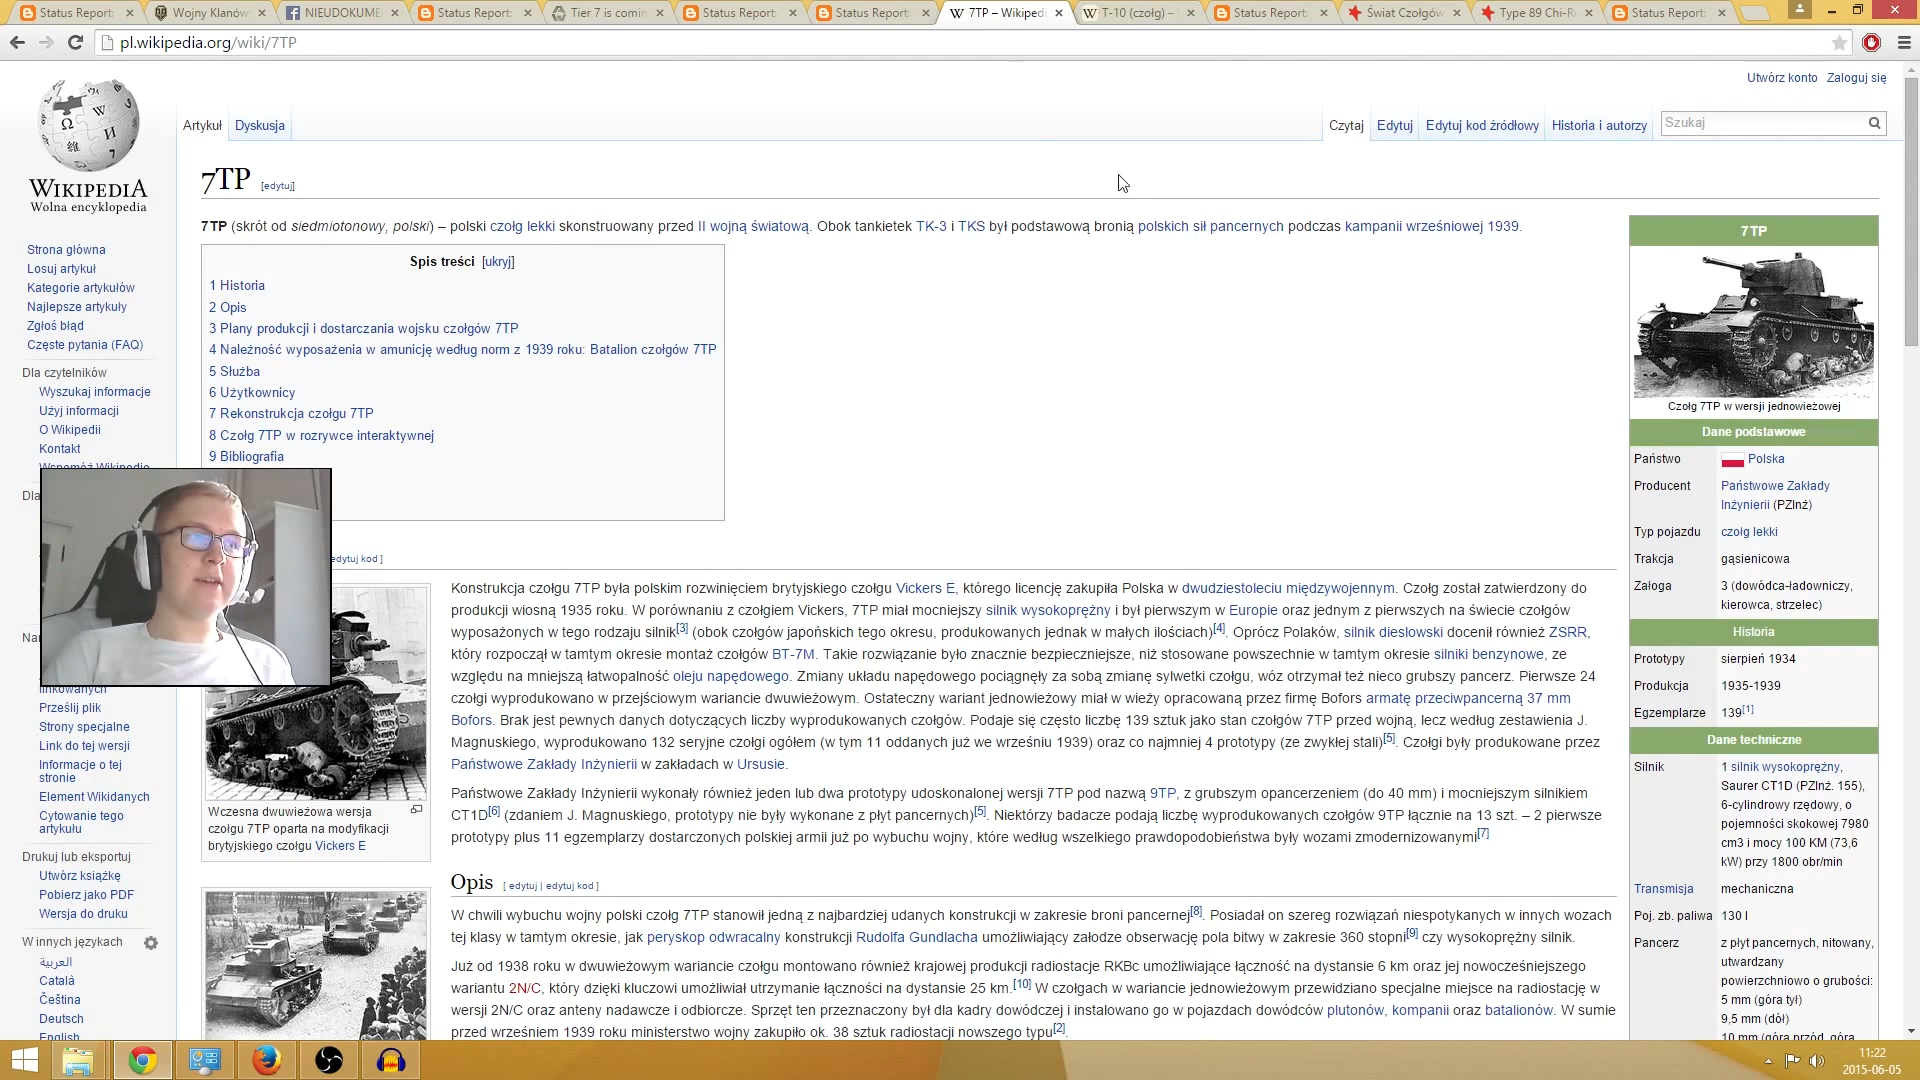 Status Report:
Wojny Klanów
NIEUDOKUME
Status Report:
Tier 7 is comin
Status Report:
Status Report:
7TP – Wikipedi
T-10 (czołg) –
Status Report:
Świat Czołgów
Type 89 Chi-R
Status Report:
pl.wikipedia.org/wiki/7TP
Utwórz konto Zaloguj się
WIKIPEDIA
Wolna encyklopedia
Artykuł Dyskusja
Czytaj Edytuj Edytuj kod źródłowy Historia i autorzy Szukaj
Strona główna
Losuj artykuł
Kategorie artykułów
Najlepsze artykuły
Zgłoś błąd
Częste pytania (FAQ)
Dla czytelników
Wyszukaj informacje
Użyj informacji
O Wikipedii
Kontakt
Wspomóż Wikipedię
Dla
Nar
linkowanych
Prześlij plik
Strony specjalne
Link do tej wersji
Informacje o tej
stronie
Element Wikidanych
Cytowanie tego
artykułu
Drukuj lub eksportuj
Utwórz książkę
Pobierz jako PDF
Wersja do druku
W innych językach
العربية
Català
Čeština
Deutsch
English
7TP [edytuj]
7TP (skrót od siedmiotonowy, polski) – polski czołg lekki skonstruowany przed II wojną światową. Obok tankietek TK-3 i TKS był podstawową bronią polskich sił pancernych podczas kampanii wrześniowej 1939.
Spis treści [ukryj]
1 Historia
2 Opis
3 Plany produkcji i dostarczania wojsku czołgów 7TP
4 Należność wyposażenia w amunicję według norm z 1939 roku: Batalion czołgów 7TP
5 Służba
6 Użytkownicy
7 Rekonstrukcja czołgu 7TP
8 Czołg 7TP w rozrywce interaktywnej
9 Bibliografia
edytuj kod ]
Konstrukcja czołgu 7TP była polskim rozwinięciem brytyjskiego czołgu Vickers E, którego licencję zakupiła Polska w dwudziestoleciu międzywojennym. Czołg został zatwierdzony do
produkcji wiosną 1935 roku. W porównaniu z czołgiem Vickers, 7TP miał mocniejszy silnik wysokoprężny i był pierwszym w Europie oraz jednym z pierwszych na świecie czołgów
wyposażonych w tego rodzaju silnik[3] (obok czołgów japońskich tego okresu, produkowanych jednak w małych ilościach)[4]. Oprócz Polaków, silnik dieslowski docenił również ZSRR,
który rozpoczął w tamtym okresie montaż czołgów BT-7M. Takie rozwiązanie było znacznie bezpieczniejsze, niż stosowane powszechnie w tamtym okresie silniki benzynowe, ze
względu na mniejszą łatwopalność oleju napędowego. Zmiany układu napędowego pociągnęły za sobą zmianę sylwetki czołgu, wóz otrzymał też nieco grubszy pancerz. Pierwsze 24
czołgi wyprodukowano w przejściowym wariancie dwuwieżowym. Ostateczny wariant jednowieżowy miał w wieży opracowaną przez firmę Bofors armatę przeciwpancerną 37 mm
Bofors. Brak jest pewnych danych dotyczących liczby wyprodukowanych czołgów. Podaje się często liczbę 139 sztuk jako stan czołgów 7TP przed wojną, lecz według zestawienia J.
Magnuskiego, wyprodukowano 132 seryjne czołgi ogółem (w tym 11 oddanych już we wrześniu 1939) oraz co najmniej 4 prototypy (ze zwykłej stali)[5]. Czołgi były produkowane przez
Państwowe Zakłady Inżynierii w zakładach w Ursusie.
Państwowe Zakłady Inżynierii wykonały również jeden lub dwa prototypy udoskonalonej wersji 7TP pod nazwą 9TP, z grubszym opancerzeniem (do 40 mm) i mocniejszym silnikiem
CT1D[6] (zdaniem J. Magnuskiego, prototypy nie były wykonane z płyt pancernych)[5]. Niektórzy badacze podają liczbę wyprodukowanych czołgów 9TP łącznie na 13 szt. – 2 pierwsze
prototypy plus 11 egzemplarzy dostarczonych polskiej armii już po wybuchu wojny, które według wszelkiego prawdopodobieństwa były wozami zmodernizowanymi[7]
Wczesna dwuwieżowa wersja
czołgu 7TP oparta na modyfikacji
brytyjskiego czołgu Vickers E
Opis [ edytuj | edytuj kod ]
W chwili wybuchu wojny polski czołg 7TP stanowił jedną z najbardziej udanych konstrukcji w zakresie broni pancernej[8]. Posiadał on szereg rozwiązań niespotykanych w innych wozach
tej klasy w tamtym okresie, jak peryskop odwracalny konstrukcji Rudolfa Gundlacha umożliwiający załodze obserwację pola bitwy w zakresie 360 stopni[9] czy wysokoprężny silnik.
Już od 1938 roku w dwuwieżowym wariancie czołgu montowano również krajowej produkcji radiostacje RKBc umożliwiające łączność na dystansie 6 km oraz jej nowocześniejszego
wariantu 2N/C, który dzięki kluczowi umożliwiał utrzymanie łączności na dystansie 25 km.[10] W czołgach w wariancie jednowieżowym przewidziano specjalne miejsce na radiostację w
wersji 2N/C oraz anteny nadawcze i odbiorcze. Sprzęt ten przeznaczony był dla kadry dowódczej i instalowano go w pojazdach dowódców plutonów, kompanii oraz batalionów. W sumie
przed wrześniem 1939 roku ministerstwo wojny zakupiło ok. 38 sztuk radiostacji nowszego typu[2].
7TP
Czołg 7TP w wersji jednowieżowej
Dane podstawowe
Państwo Polska
Producent Państwowe Zakłady
Inżynierii (PZInż)
Typ pojazdu czołg lekki
Trakcja gąsienicowa
Załoga 3 (dowódca-ładowniczy,
kierowca, strzelec)
Historia
Prototypy sierpień 1934
Produkcja 1935-1939
Egzemplarze 139[1]
Dane techniczne
Silnik 1 silnik wysokoprężny,
Saurer CT1D (PZInż. 155),
6-cylindrowy rzędowy, o
pojemności skokowej 7980
cm3 i mocy 100 KM (73,6
kW) przy 1800 obr/min
Transmisja mechaniczna
Poj. zb. paliwa 130 l
Pancerz z płyt pancernych, nitowany,
utwardzany
powierzchniowo o grubości:
5 mm (góra tył)
9,5 mm (dół)
10 mm (góra przód, góra
11:22
2015-06-05